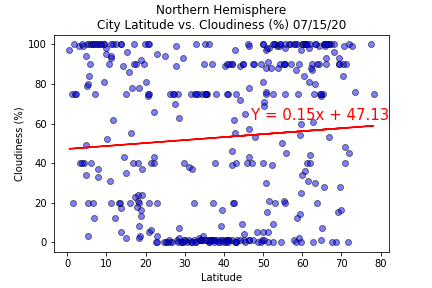 Northern Hemisphere
City Latitude vs. Cloudiness (%) 07/15/20
100
80
60
40
20
0
Cloudiness (%)
Y = 0.15x + 47.13
0 10 20 30 40 50 60 70 80
Latitude